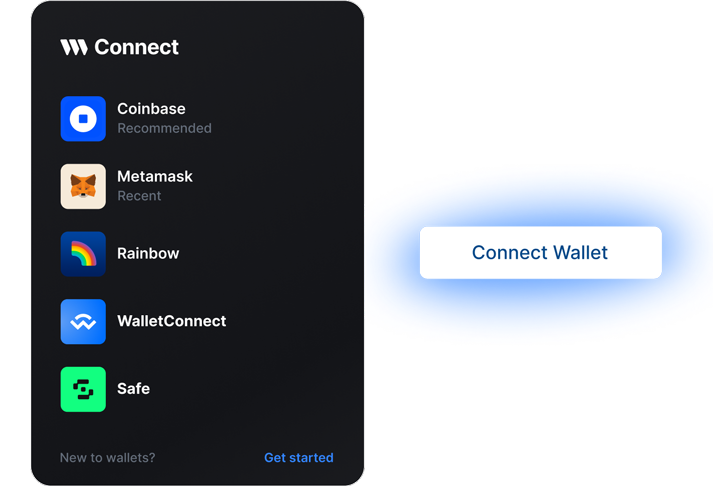 Connect
Coinbase
Recommended
Metamask
Recent
Rainbow
WalletConnect
Safe
New to wallets? Get started
Connect Wallet